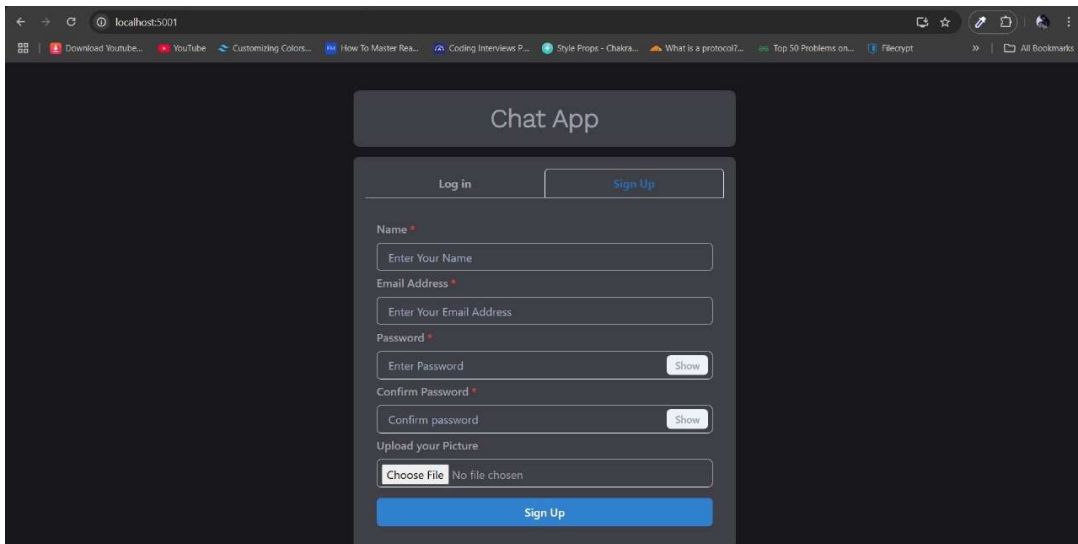 localhost:5001
Download Youtube... YouTube Customizing Colors... How To Master Rea... Coding Interviews P... Style Props - Chakra... What is a protocol?... Top 50 Problems on... Filecrypt » All Bookmarks
Chat App
Log in Sign Up
Name *
Enter Your Name
Email Address *
Enter Your Email Address
Password *
Enter Password Show
Confirm Password *
Confirm password Show
Upload your Picture
Choose File No file chosen
Sign Up